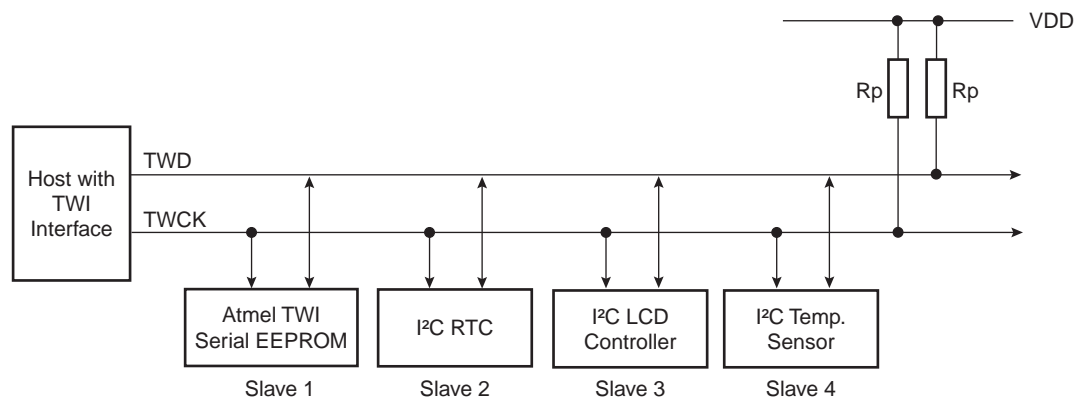 VDD
Rp
Rp
Host with
TWI
Interface
TWD
TWCK
Atmel TWI
Serial EEPROM
Slave 1
I²C RTC
Slave 2
I²C LCD
Controller
Slave 3
I²C Temp.
Sensor
Slave 4